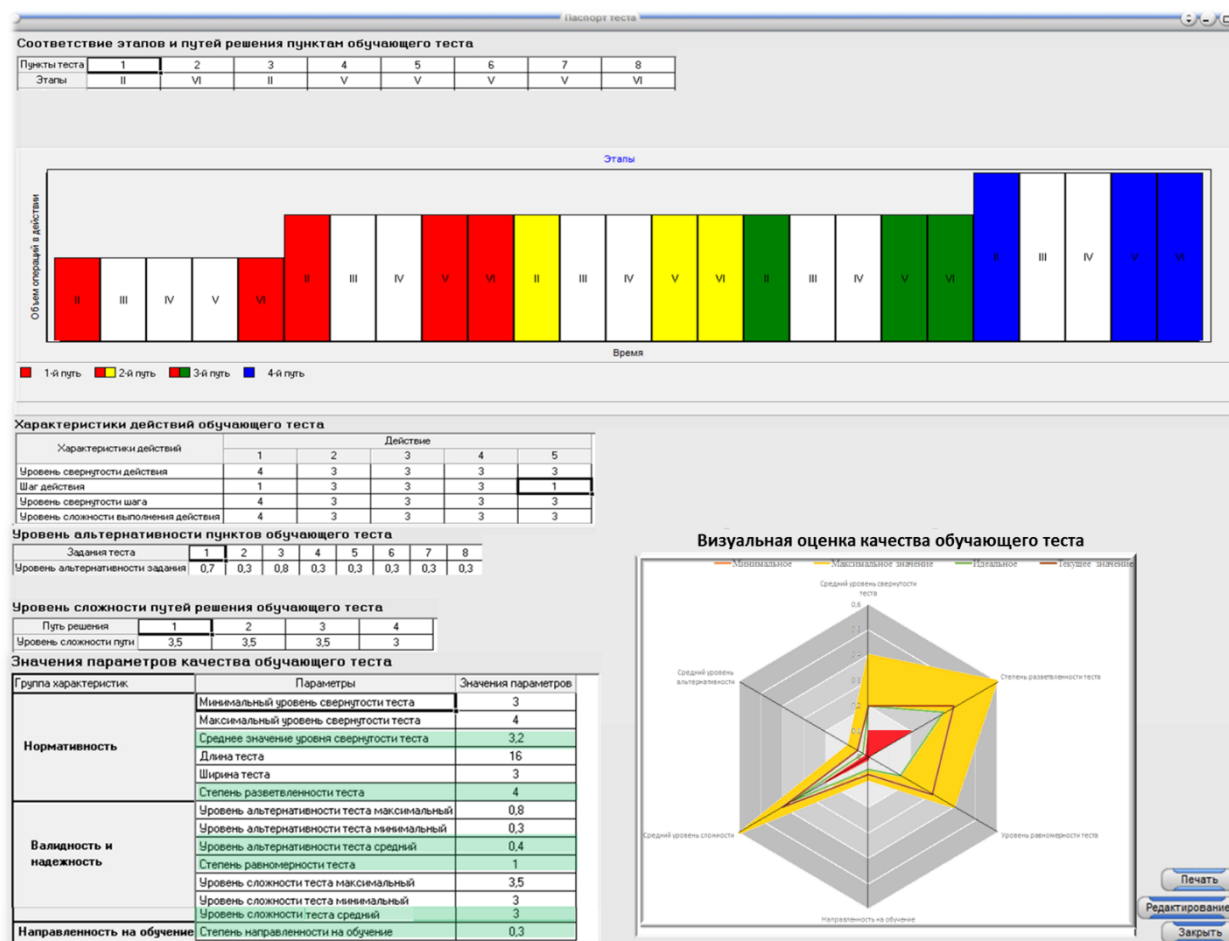 Паспорт теста
Соответствие этапов и путей решения пунктам обучающего теста
Пункты теста 1 2 3 4 5 6 7 8
Этапы II VI II V V V V VI
Этапы
Объем операций в действии
II III IV V VI II III IV V VI II III IV V VI II III IV V VI II III IV V VI
Время
1-й путь 2-й путь 3-й путь 4-й путь
Характеристики действий обучающего теста
Характеристики действий Действие
1 2 3 4 5
Уровень свернутости действия 4 3 3 3 3
Шаг действия 1 3 3 3 1
Уровень свернутости шага 4 3 3 3 3
Уровень сложности выполнения действия 4 3 3 3 3
Уровень альтернативности пунктов обучающего теста
Задания теста 1 2 3 4 5 6 7 8
Уровень альтернативности задания 0,7 0,3 0,8 0,3 0,3 0,3 0,3 0,3
Уровень сложности путей решения обучающего теста
Путь решения 1 2 3 4
Уровень сложности пути 3,5 3,5 3,5 3
Значения параметров качества обучающего теста
Группа характеристик Параметры Значения параметров
Нормативность
Минимальный уровень свернутости теста 3
Максимальный уровень свернутости теста 4
Среднее значение уровня свернутости теста 3,2
Длина теста 16
Ширина теста 3
Степень разветвленности теста 4
Валидность и
надежность
Уровень альтернативности теста максимальный 0,8
Уровень альтернативности теста минимальный 0,3
Уровень альтернативности теста средний 0,4
Степень равномерности теста 1
Уровень сложности теста максимальный 3,5
Уровень сложности теста минимальный 3
Уровень сложности теста средний 3
Направленность на обучение Степень направленности на обучение 0,3
Визуальная оценка качества обучающего теста
Минимальное Максимальное значение Идеальное Текущее значение
Средний уровень свернутости
теста
0,6
Средний уровень
альтернативности
Степень разветвленности теста
Средний уровень сложности
Уровень равномерности теста
Направленность на обучение
Печать
Редактирование
Закрыть